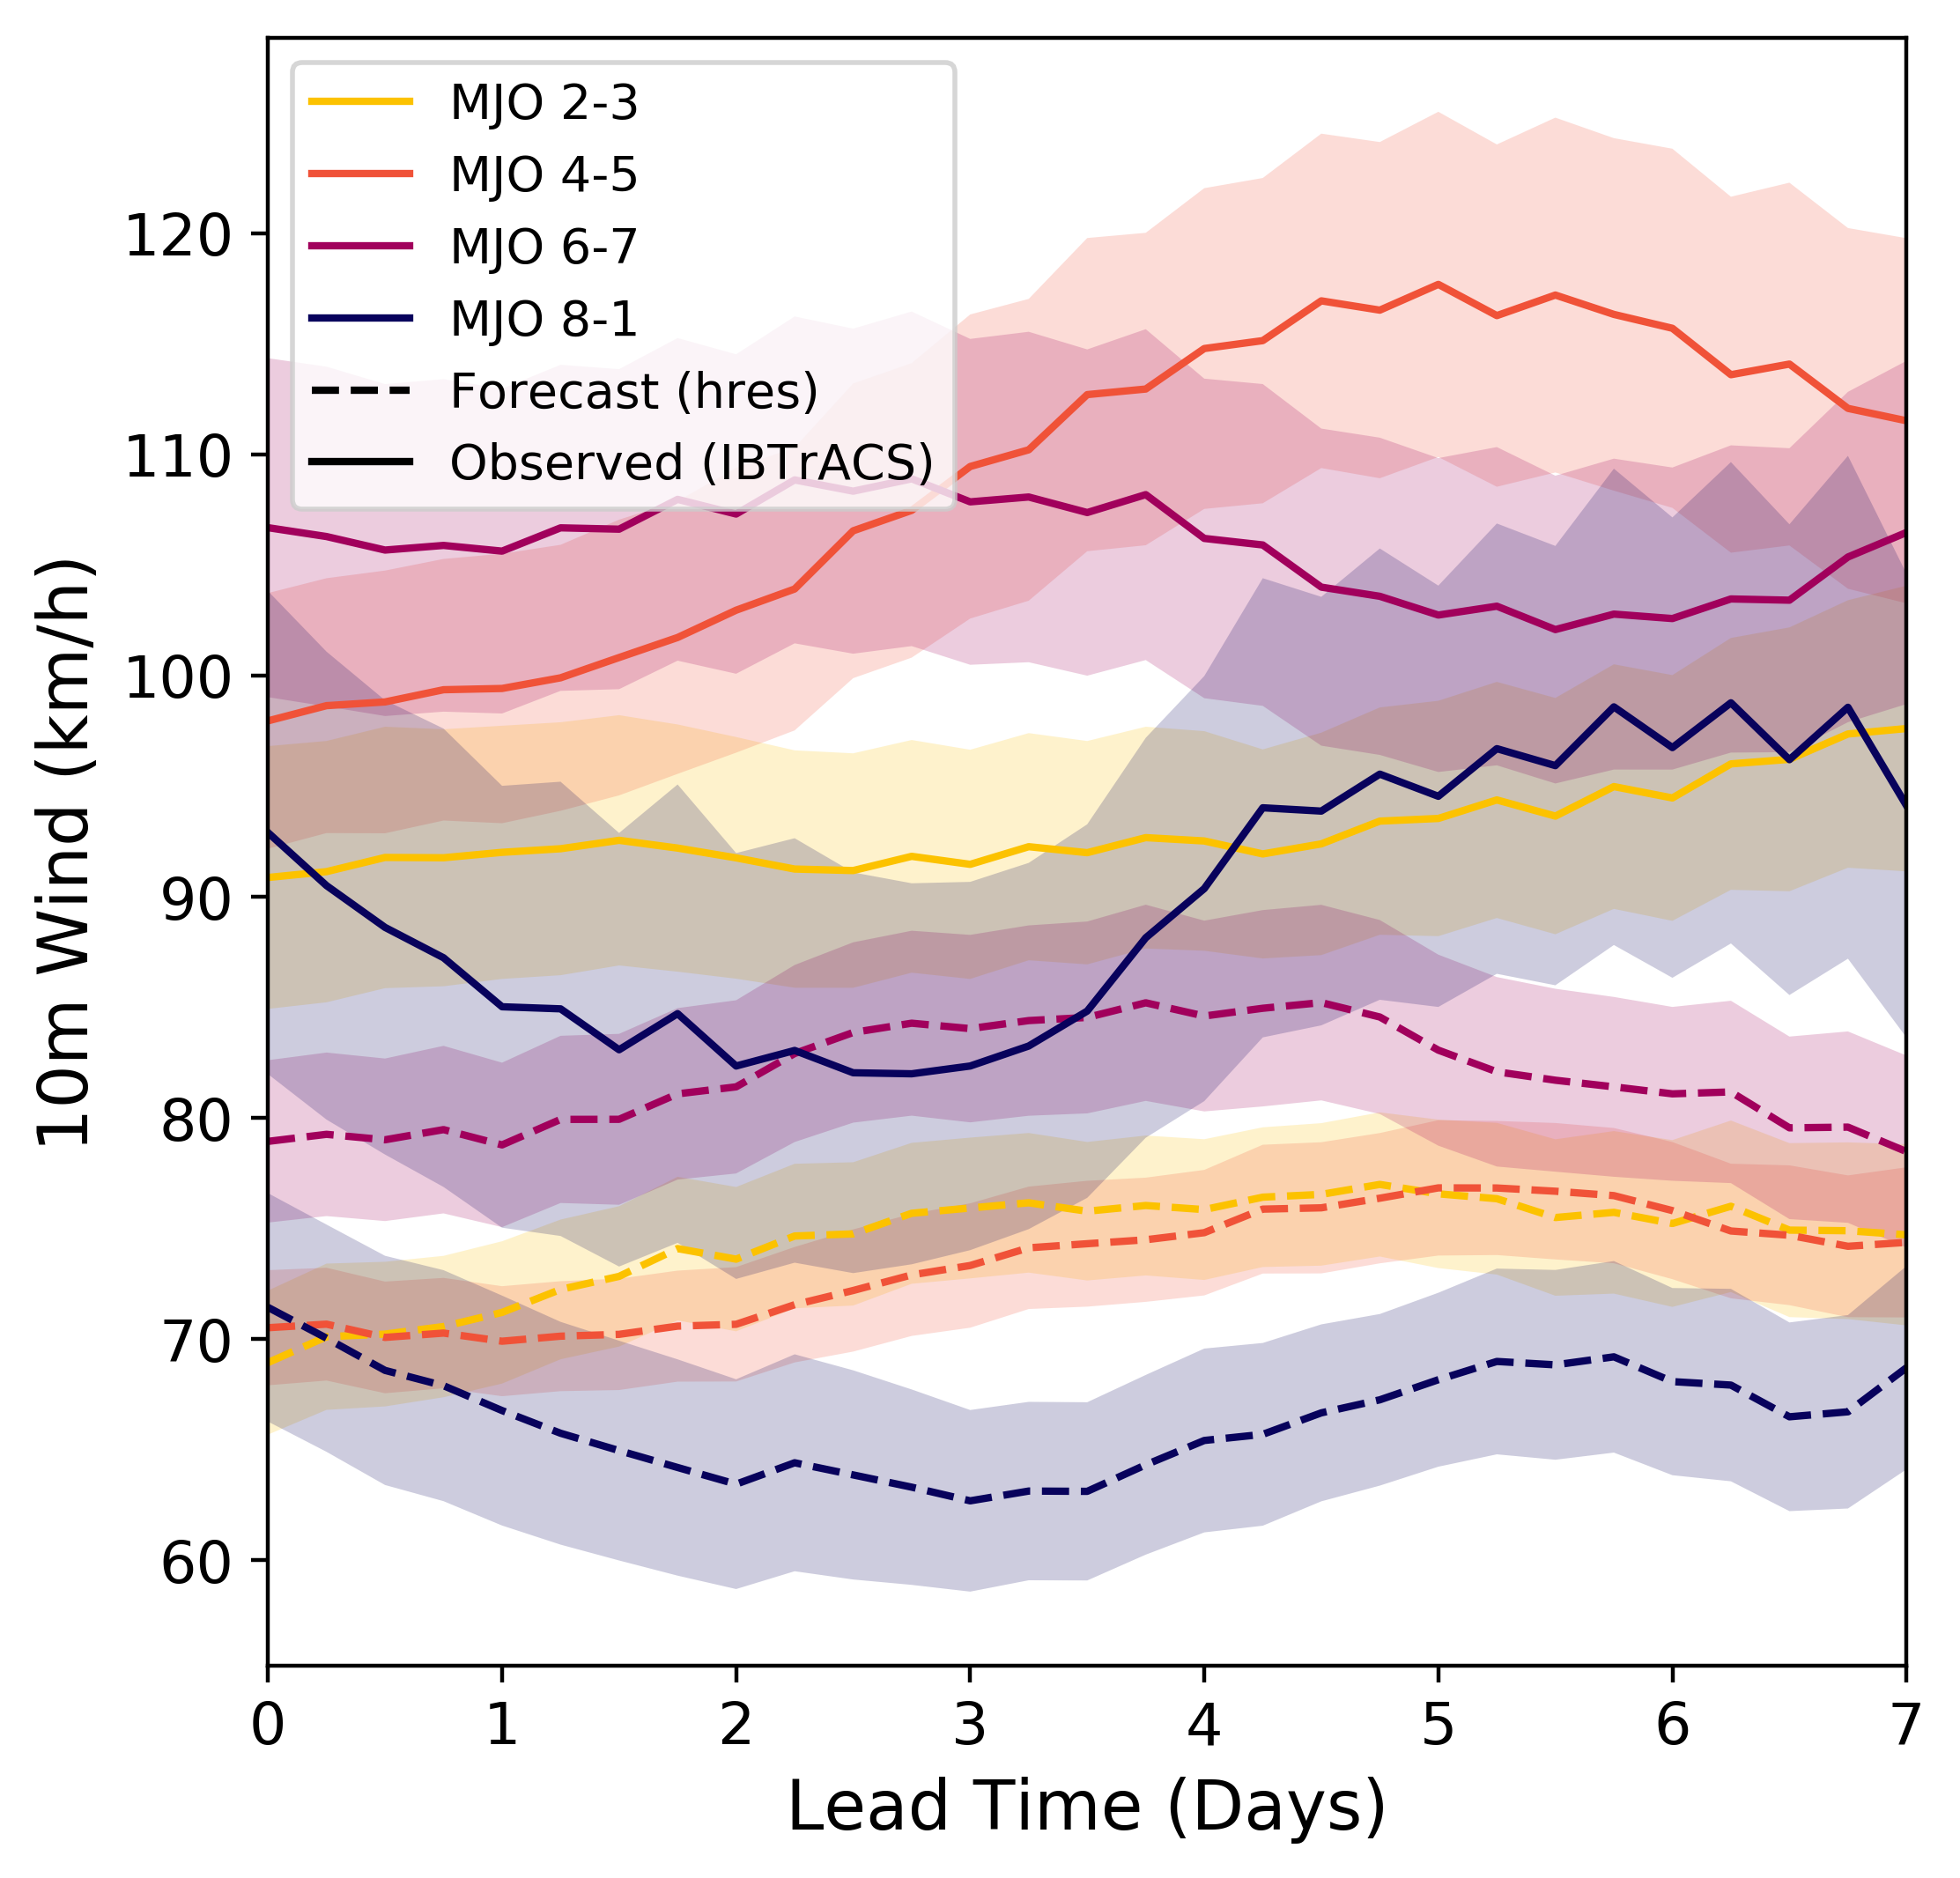 MJO 2-3
MJO 4-5
MJO 6-7
MJO 8-1
Forecast (hres)
Observed (IBTrACS)
120
110
100
90
80
70
60
10m Wind (km/h)
0 1 2 3 4 5 6 7
Lead Time (Days)